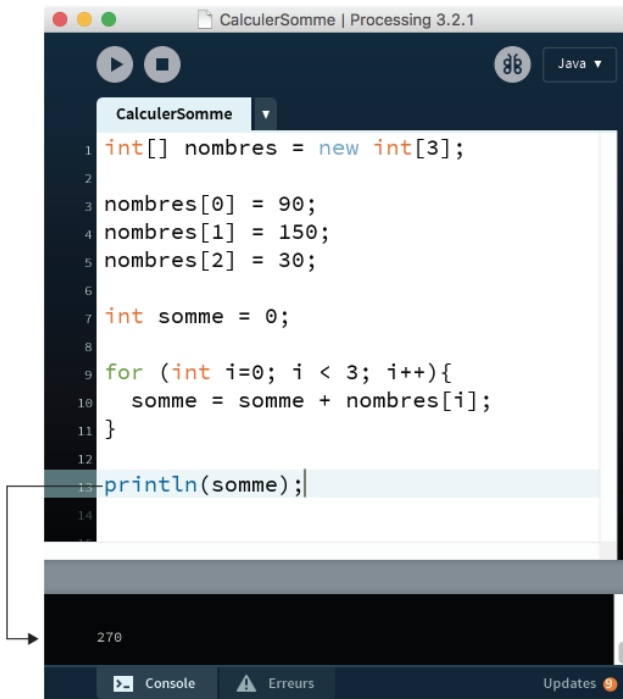 CalculerSomme | Processing 3.2.1
Java ▼
CalculerSomme ▼
1 int[] nombres = new int[3];
2
3 nombres[0] = 90;
4 nombres[1] = 150;
5 nombres[2] = 30;
6
7 int somme = 0;
8
9 for (int i=0; i < 3; i++){
10 somme = somme + nombres[i];
11 }
12
13 println(somme);
14
270
>_ Console Erreurs Updates 9